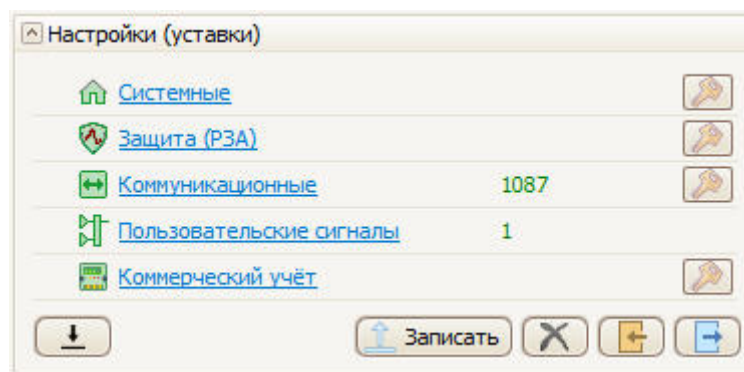 Настройки (уставки)
Системные
Защита (РЗА)
Коммуникационные 1087
Пользовательские сигналы 1
Коммерческий учёт
Записать